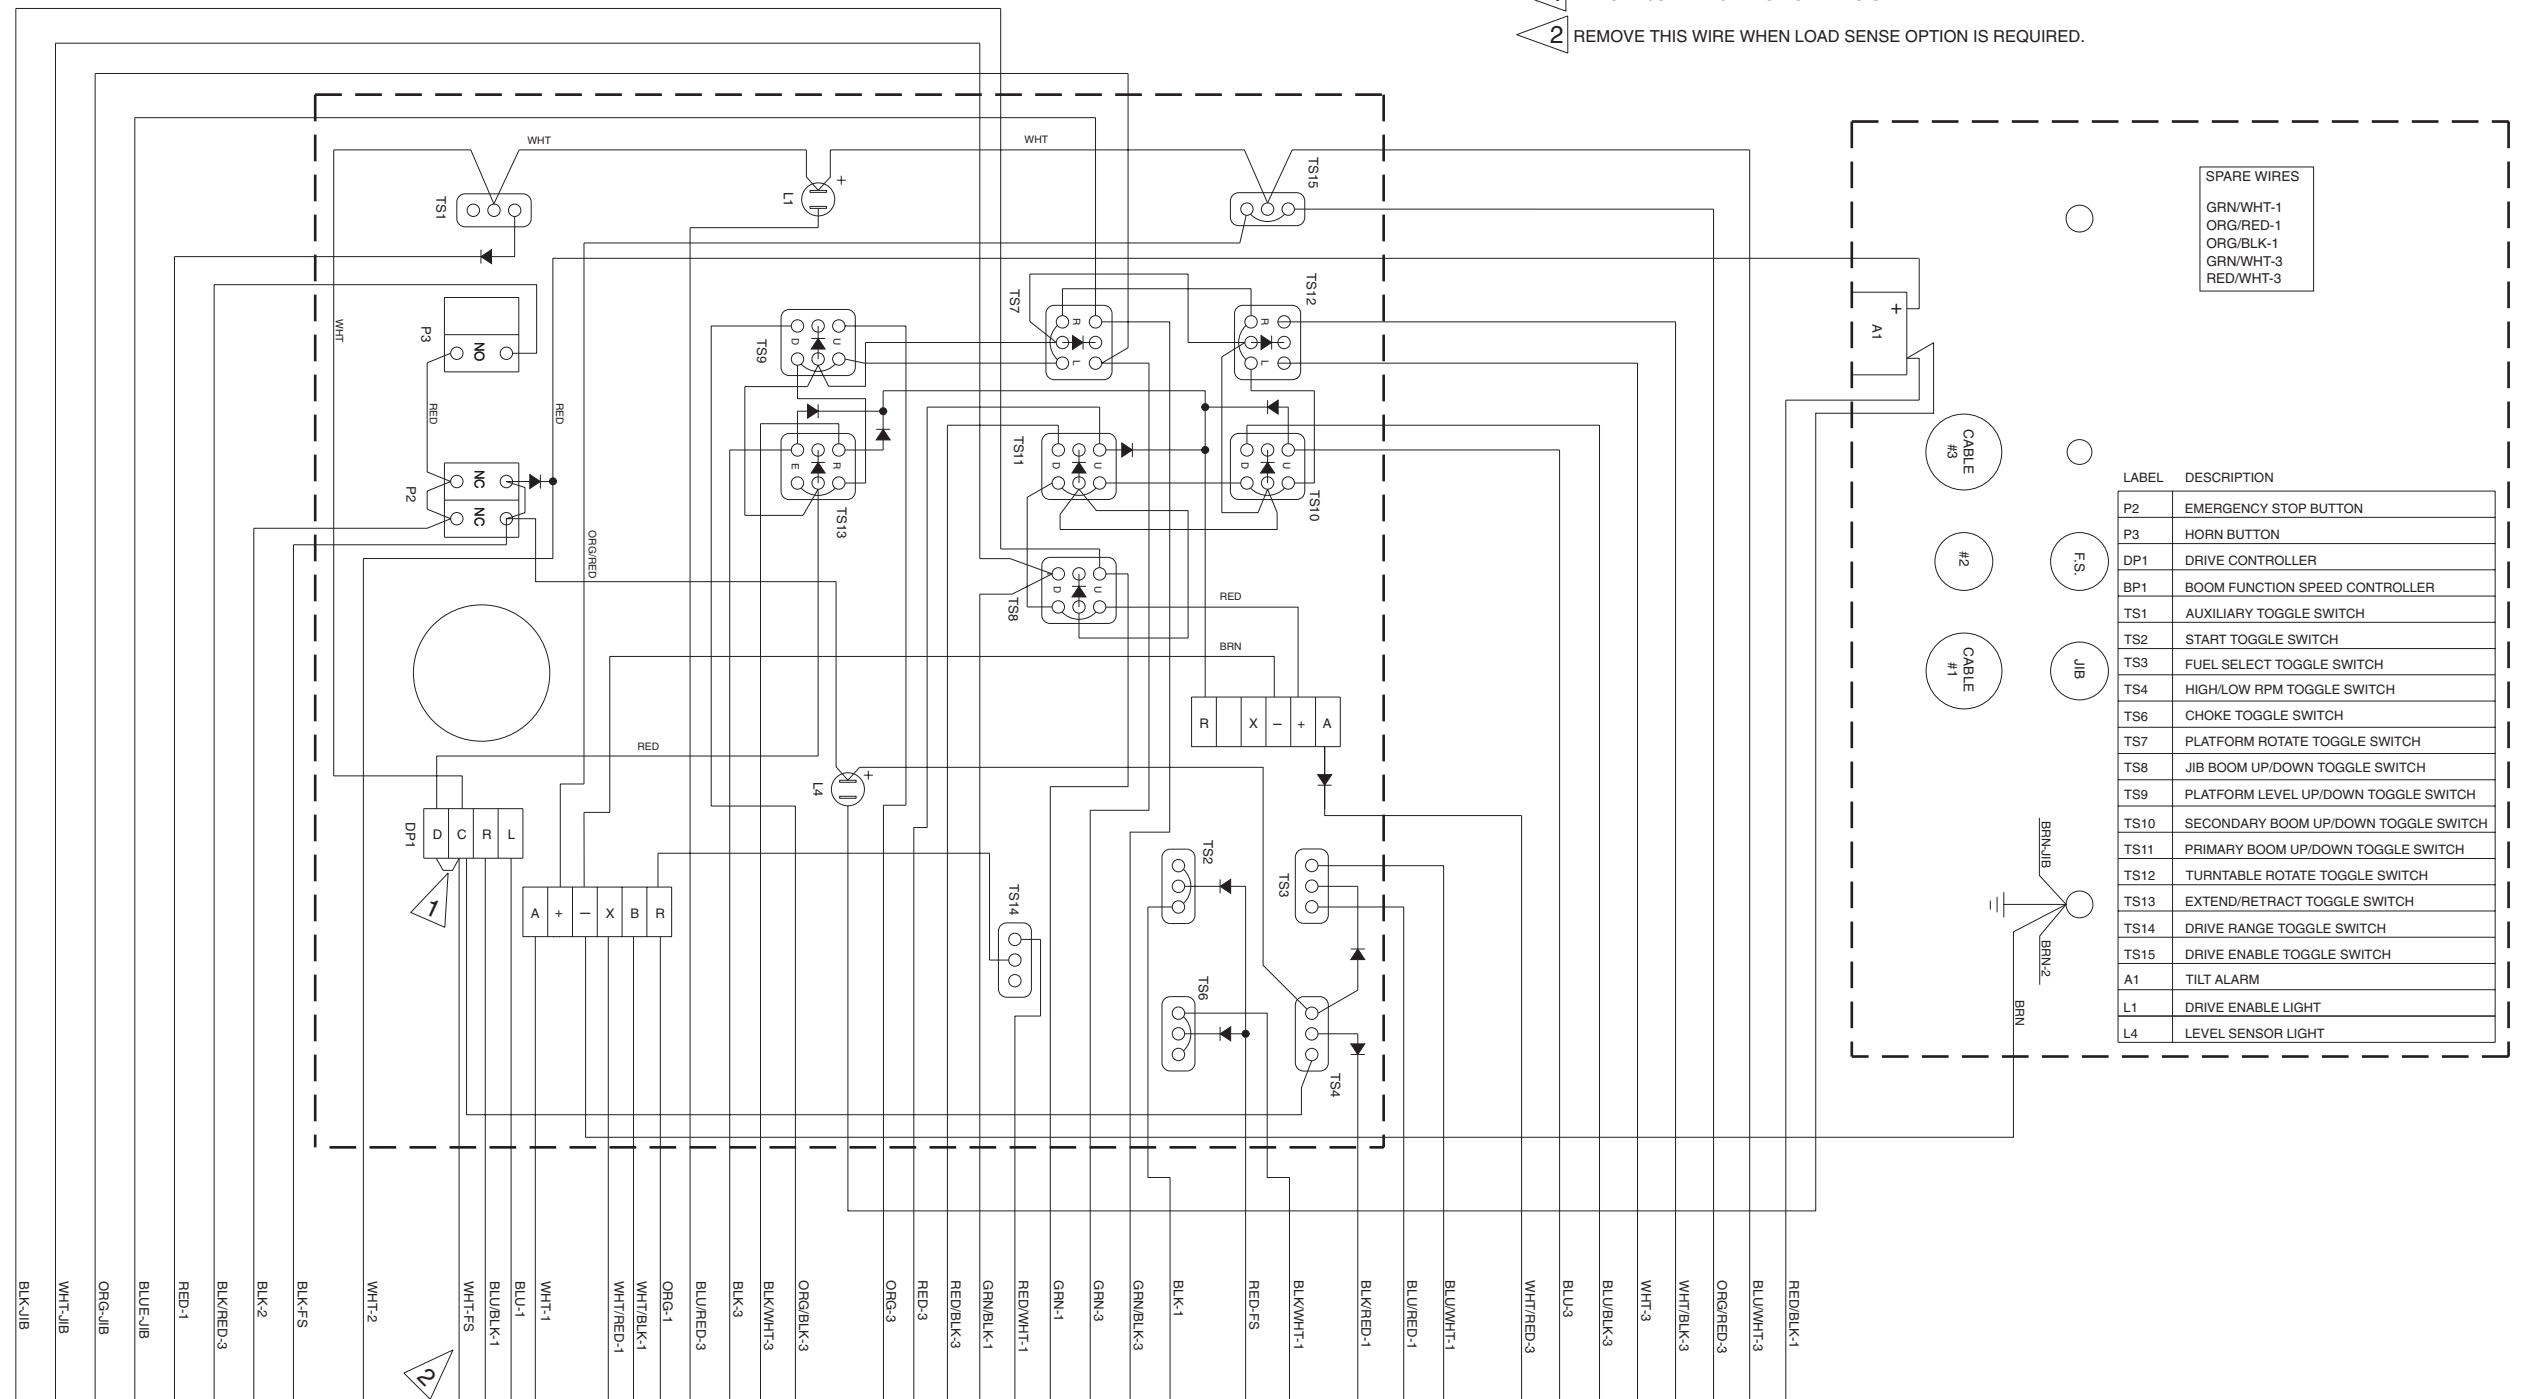 2 REMOVE THIS WIRE WHEN LOAD SENSE OPTION IS REQUIRED.
WHT
WHT
TS15
TS1
L1
+
SPARE WIRES
GRN/WHT-1
ORG/RED-1
ORG/BLK-1
GRN/WHT-3
RED/WHT-3
WHT
P3
NO
TS9
D
U
TS7
R
L
TS12
R
L
+
A1
RED
RED
P2
NC
NC
E
R
TS13
TS11
D
U
D
U
TS10
ORG/RED
D
U
TS8
RED
BRN
R
X
–
+
A
RED
L4
+
CABLE #3
#2
F.S.
CABLE #1
JIB
LABEL DESCRIPTION
P2 EMERGENCY STOP BUTTON
P3 HORN BUTTON
DP1 DRIVE CONTROLLER
BP1 BOOM FUNCTION SPEED CONTROLLER
TS1 AUXILIARY TOGGLE SWITCH
TS2 START TOGGLE SWITCH
TS3 FUEL SELECT TOGGLE SWITCH
TS4 HIGH/LOW RPM TOGGLE SWITCH
TS6 CHOKE TOGGLE SWITCH
TS7 PLATFORM ROTATE TOGGLE SWITCH
TS8 JIB BOOM UP/DOWN TOGGLE SWITCH
TS9 PLATFORM LEVEL UP/DOWN TOGGLE SWITCH
TS10 SECONDARY BOOM UP/DOWN TOGGLE SWITCH
TS11 PRIMARY BOOM UP/DOWN TOGGLE SWITCH
TS12 TURNTABLE ROTATE TOGGLE SWITCH
TS13 EXTEND/RETRACT TOGGLE SWITCH
TS14 DRIVE RANGE TOGGLE SWITCH
TS15 DRIVE ENABLE TOGGLE SWITCH
A1 TILT ALARM
L1 DRIVE ENABLE LIGHT
L4 LEVEL SENSOR LIGHT
BRN-JIB
BRN-2
BRN
DP1
D
C
R
L
1
A
+
–
X
B
R
TS14
TS2
TS3
TS6
TS4
BLK-JIB
WHT-JIB
ORG-JIB
BLUE-JIB
RED-1
BLK/RED-3
BLK-2
BLK-FS
WHT-2
2
WHT-FS
BLU/BLK-1
BLU-1
WHT-1
WHT/RED-1
WHT/BLK-1
ORG-1
BLU/RED-3
BLK-3
BLK/WHT-3
ORG/BLK-3
ORG-3
RED-3
RED/BLK-3
GRN/BLK-1
RED/WHT-1
GRN-1
GRN-3
GRN/BLK-3
BLK-1
RED-FS
BLK/WHT-1
BLK/RED-1
BLU/RED-1
BLU/WHT-1
WHT/RED-3
BLU-3
BLU/BLK-3
WHT-3
WHT/BLK-3
ORG/RED-3
BLU/WHT-3
RED/BLK-1